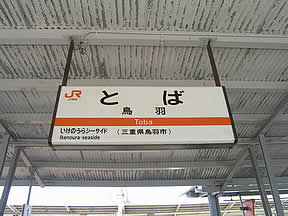 JR
とば
鳥羽
Toba
いけのうらシーサイド
Ikenoura-seaside
(三重県鳥羽市)